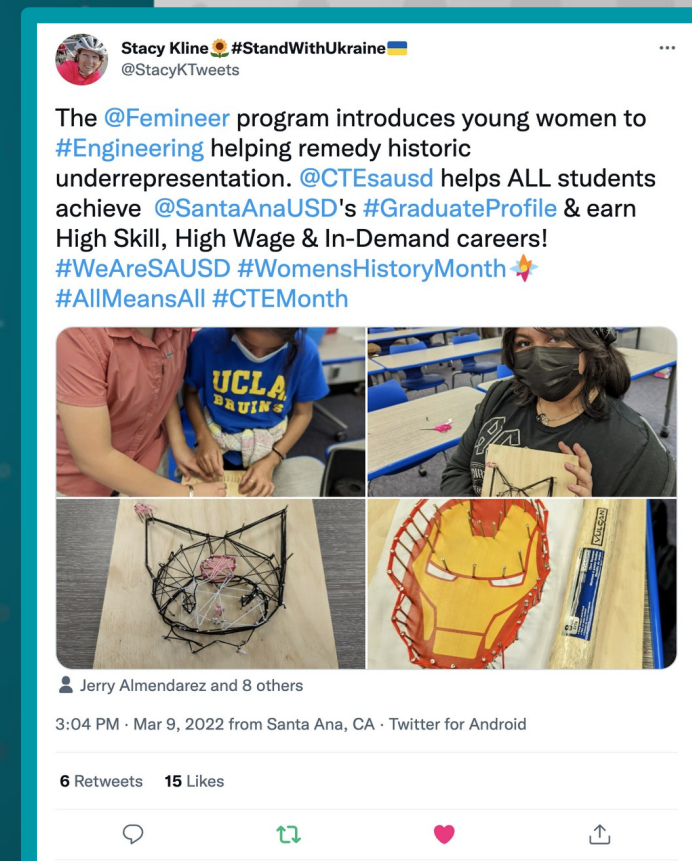 Stacy Kline🌻#StandWithUkraine🇺🇦
@StacyKTweets
The @Femineer program introduces young women to
#Engineering helping remedy historic
underrepresentation. @CTEsausd helps ALL students
achieve @SantaAnaUSD's #GraduateProfile & earn
High Skill, High Wage & In-Demand careers!
#WeAreSAUSD #WomensHistoryMonth
#AllMeansAll #CTEMonth
UCLA
BRUINS
VULCAN
Jerry Almendarez and 8 others
3:04 PM · Mar 9, 2022 from Santa Ana, CA · Twitter for Android
6 Retweets 15 Likes